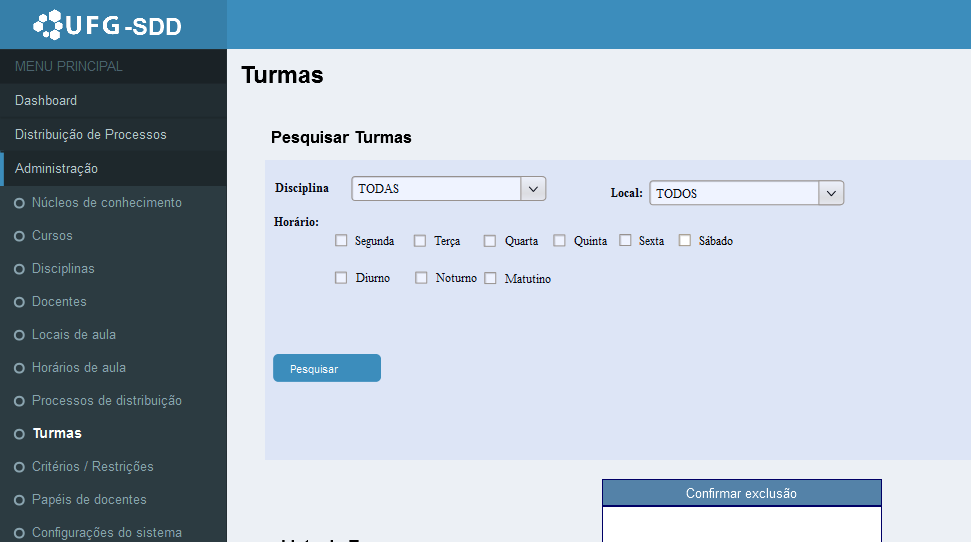 UFG-SDD
MENU PRINCIPAL
Dashboard
Distribuição de Processos
Administração
Núcleos de conhecimento
Cursos
Disciplinas
Docentes
Locais de aula
Horários de aula
Processos de distribuição
Turmas
Critérios / Restrições
Papéis de docentes
Configurações do sistema
Turmas
Pesquisar Turmas
Disciplina TODAS Local: TODOS
Horário:
Segunda Terça Quarta Quinta Sexta Sábado
Diurno Noturno Matutino
Pesquisar
Confirmar exclusão